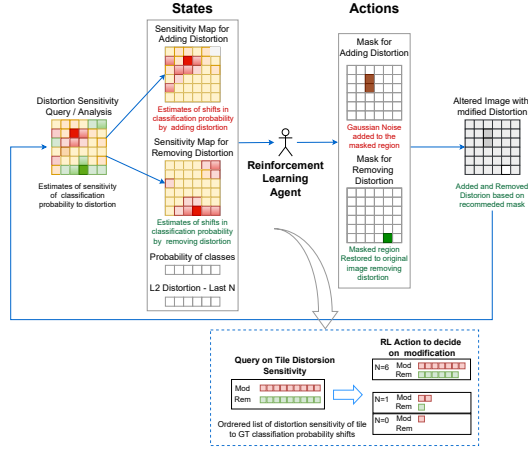 States
Actions
Sensitivity Map for
Adding Distortion
Estimates of shifts in
classification probability
by adding distortion
Sensitivity Map for
Removing Distortion
Estimates of shifts in
classification probability
by removing distortion
Probability of classes
L2 Distortion - Last N
Distortion Sensitivity
Query / Analysis
Estimates of sensitivity
of classification
probability to distortion
Reinforcement
Learning
Agent
Mask for
Adding Distortion
Gaussian Noise
added to the
masked region
Mask for
Removing
Distortion
Masked region
Restored to original
image removing
distortion
Altered Image with
mdified Distortion
Added and Removed
Distorion based on
recommeded mask
Query on Tile Distorsion
Sensitivity
Mod
Rem
Ordrered list of distortion sensitivity of tile
to GT classifiation probability shifts
RL Action to decide
on modification
N=6 Mod
Rem
N=1 Mod
Rem
N=0 Mod
Rem